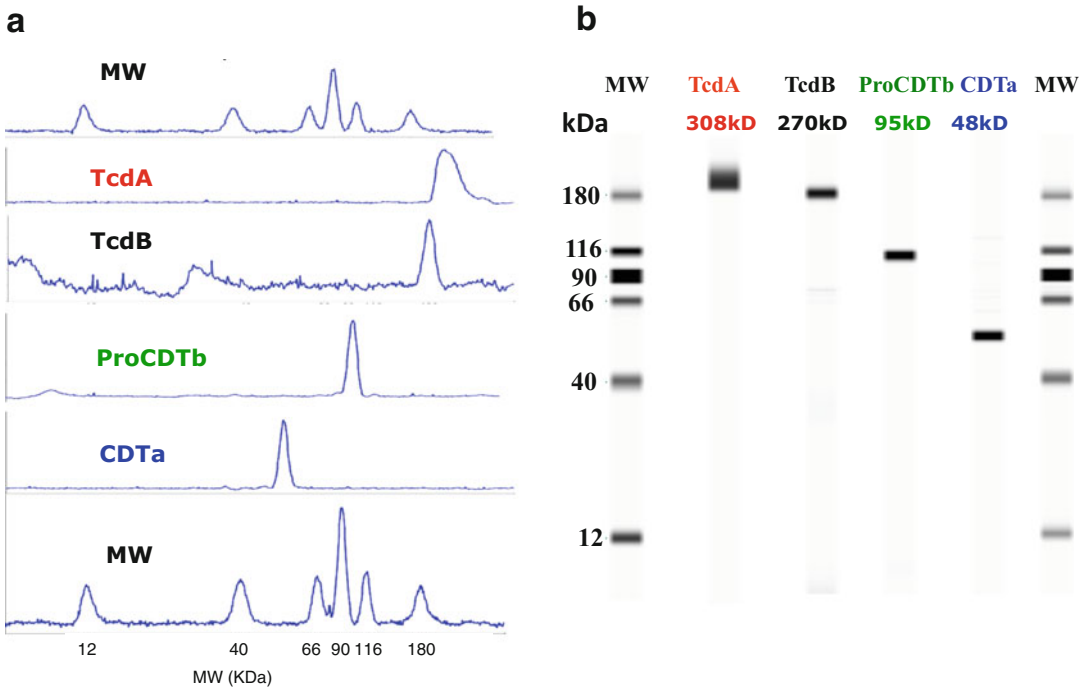 a
MW
TcdA
TcdB
ProCDTb
CDTa
MW
12 40 66 90 116 180
MW (KDa)
b
MW TcdA TcdB ProCDTb CDTa MW
kDa 308kD 270kD 95kD 48kD
180
116
90
66
40
12